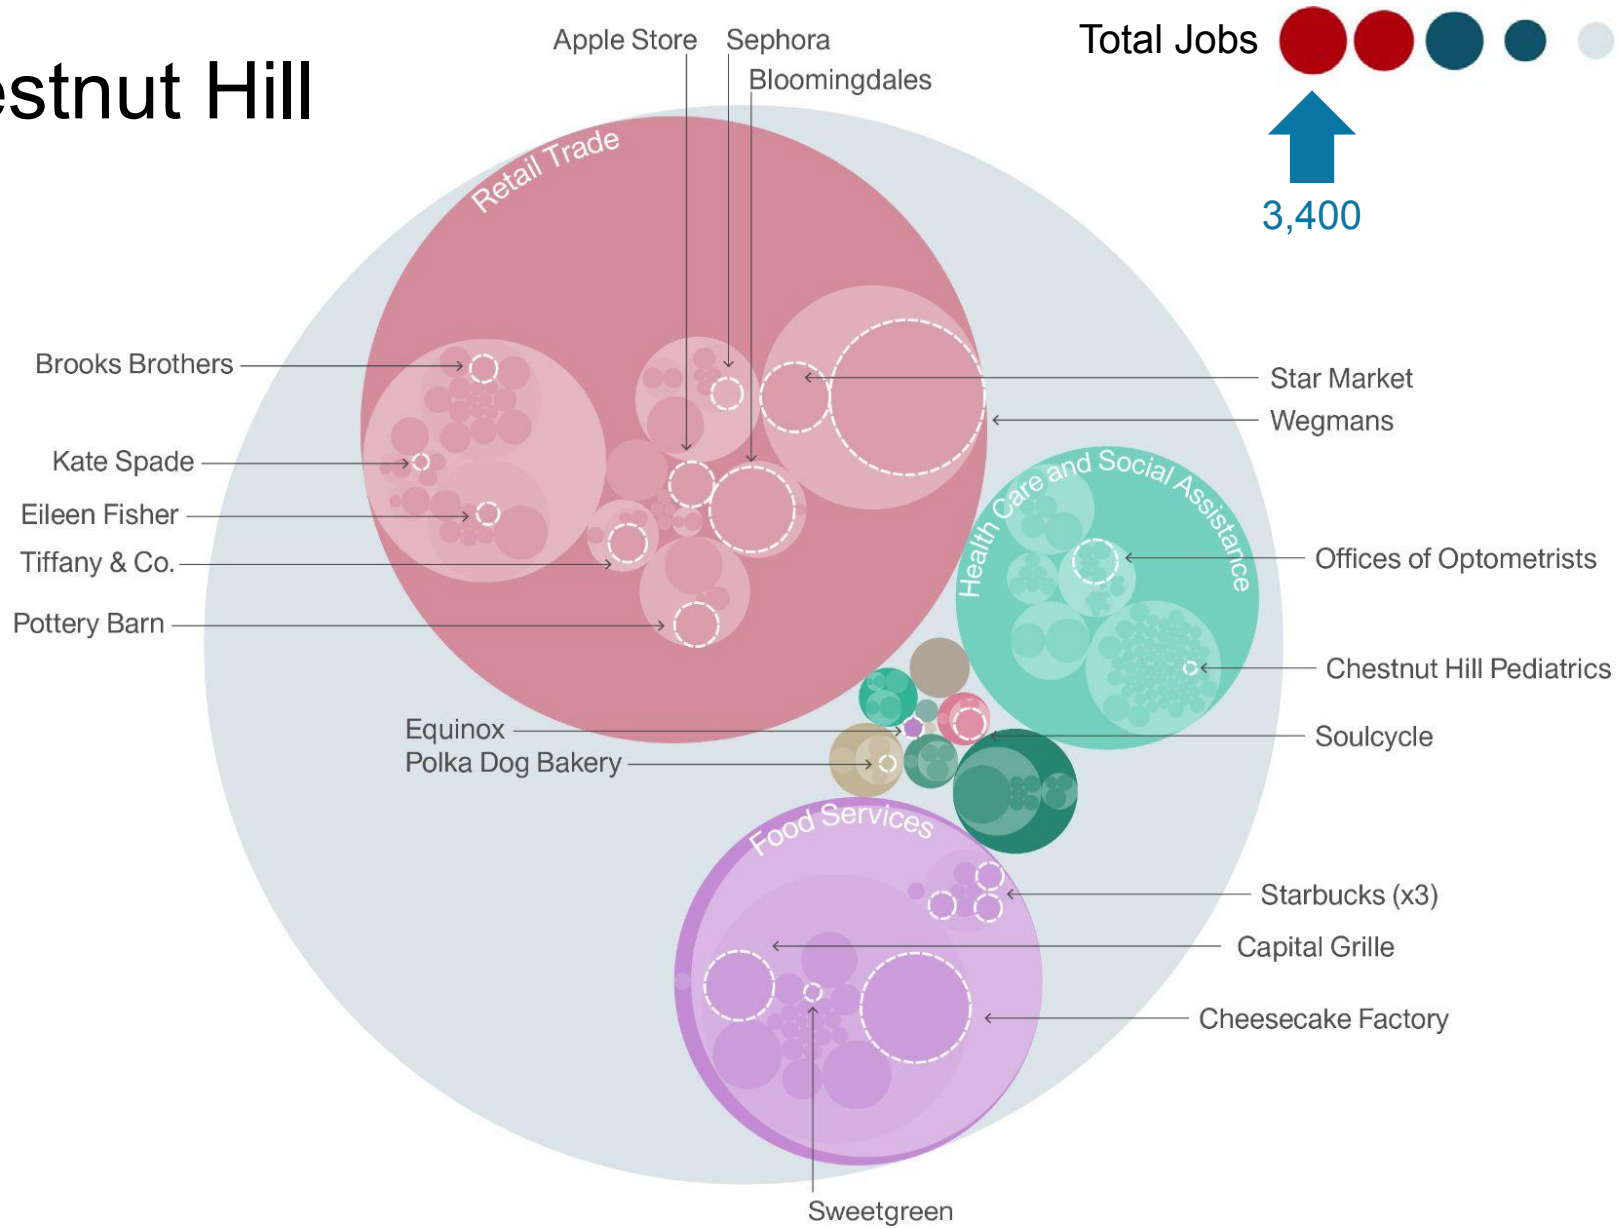 estnut Hill
Total Jobs
3,400
Apple Store
Sephora
Bloomingdales
Retail Trade
Brooks Brothers
Kate Spade
Eileen Fisher
Tiffany & Co.
Pottery Barn
Star Market
Wegmans
Health Care and Social Assistance
Offices of Optometrists
Chestnut Hill Pediatrics
Soulcycle
Equinox
Polka Dog Bakery
Food Services
Starbucks (x3)
Capital Grille
Cheesecake Factory
Sweetgreen